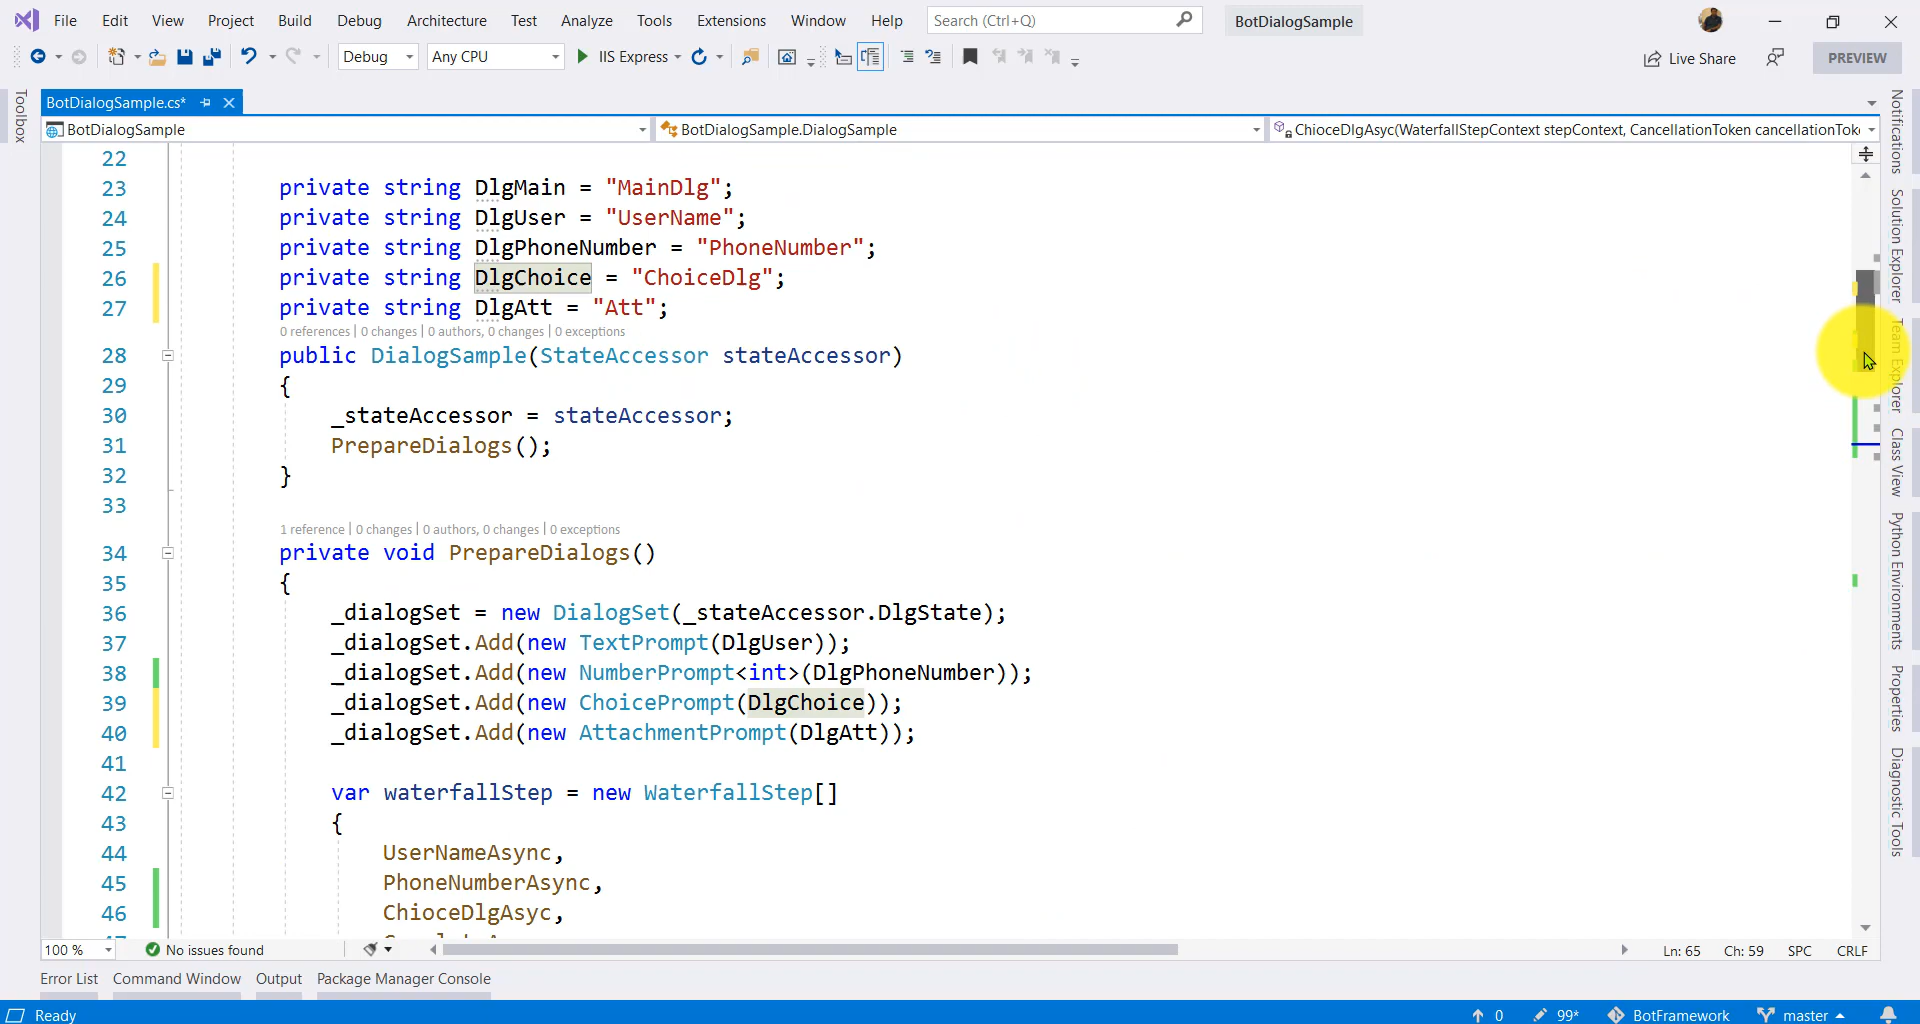 File Edit View Project Build Debug Architecture Test Analyze Tools Extensions Window Help Search (Ctrl+Q) BotDialogSample
Debug Any CPU IIS Express Live Share PREVIEW
Toolbox
BotDialogSample.cs*
BotDialogSample BotDialogSample.DialogSample ChioceDlgAsyc(WaterfallStepContext stepContext, CancellationToken cancellationTok
22
23 private string DlgMain = "MainDlg";
24 private string DlgUser = "UserName";
25 private string DlgPhoneNumber = "PhoneNumber";
26 private string DlgChoice = "ChoiceDlg";
27 private string DlgAtt = "Att";
0 references | 0 changes | 0 authors, 0 changes | 0 exceptions
28 public DialogSample(StateAccessor stateAccessor)
29 {
30 _stateAccessor = stateAccessor;
31 PrepareDialogs();
32 }
33
1 reference | 0 changes | 0 authors, 0 changes | 0 exceptions
34 private void PrepareDialogs()
35 {
36 _dialogSet = new DialogSet(_stateAccessor.DlgState);
37 _dialogSet.Add(new TextPrompt(DlgUser));
38 _dialogSet.Add(new NumberPrompt<int>(DlgPhoneNumber));
39 _dialogSet.Add(new ChoicePrompt(DlgChoice));
40 _dialogSet.Add(new AttachmentPrompt(DlgAtt));
41
42 var waterfallStep = new WaterfallStep[]
43 {
44 UserNameAsync,
45 PhoneNumberAsync,
46 ChioceDlgAsyc,
Notifications
Solution Explorer
Team Explorer
Class View
Python Environments
Properties
Diagnostic Tools
100 % No issues found Ln: 65 Ch: 59 SPC CRLF
Error List Command Window Output Package Manager Console
Ready 0 99* BotFramework master